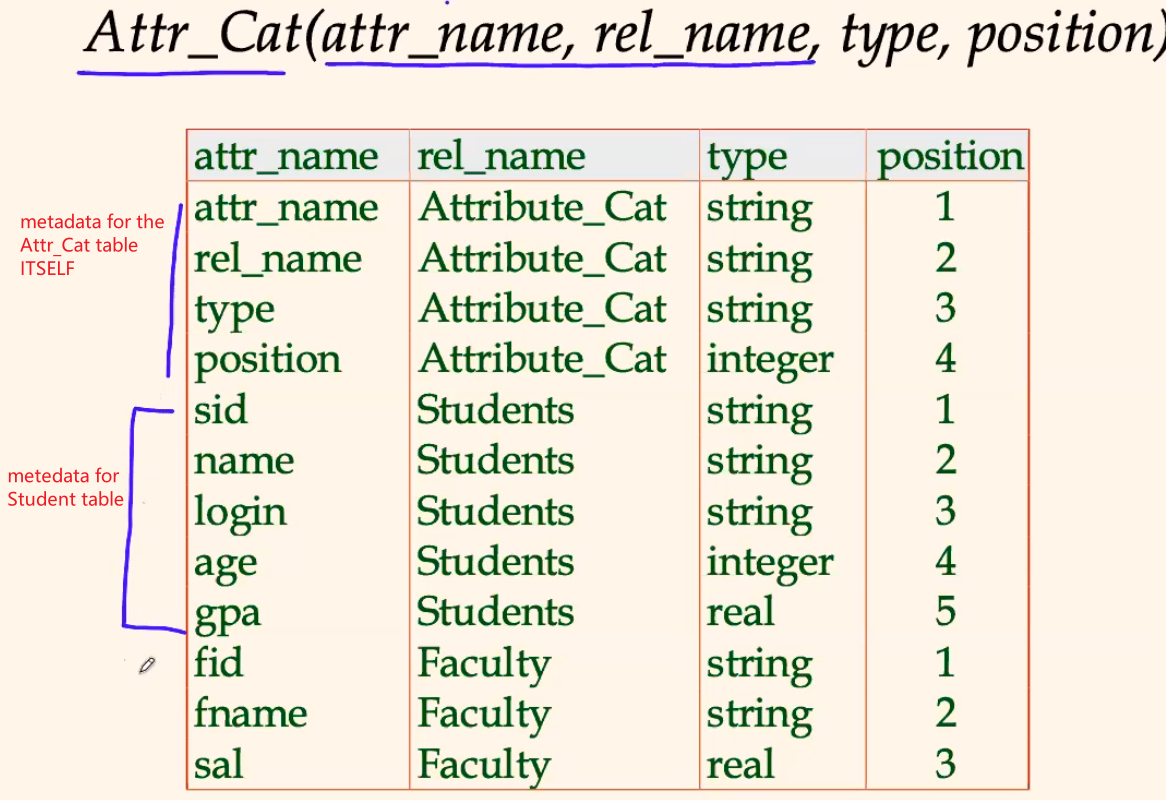 Attr_Cat(attr_name, rel_name, type, position)
attr_name rel_name type position
attr_name Attribute_Cat string 1
rel_name Attribute_Cat string 2
type Attribute_Cat string 3
position Attribute_Cat integer 4
sid Students string 1
name Students string 2
login Students string 3
age Students integer 4
gpa Students real 5
fid Faculty string 1
fname Faculty string 2
sal Faculty real 3
metadata for the
Attr_Cat table
ITSELF
metedata for
Student table